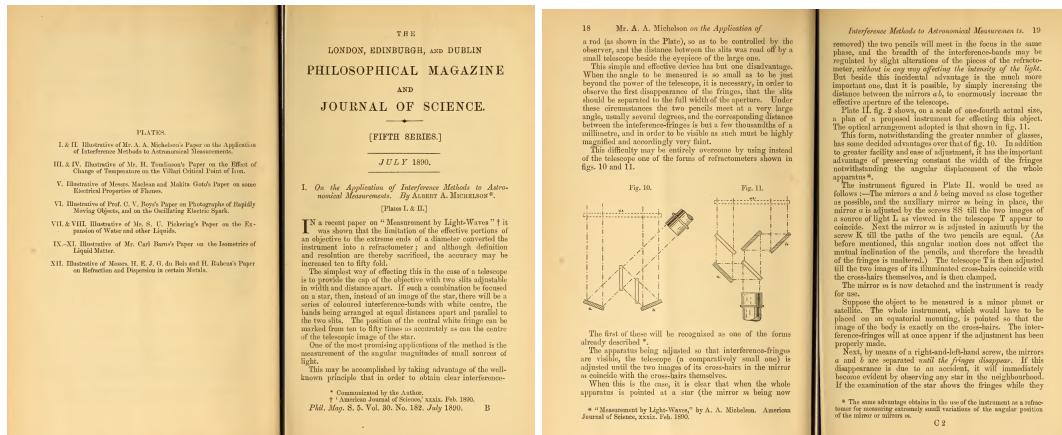 PLATES.
I. & II. Illustrative of Mr. A. A. Michelson's Paper on the Application
of Interference Methods to Astronomical Measurements.
III. & IV. Illustrative of Mr. H. Tomlinson's Paper on the Effect of
Change of Temperature on the Villari Critical Point of Iron.
V. Illustrative of Messrs. Maclean and Makita Goto's Paper on some
Electrical Properties of Flames.
VI. Illustrative of Prof. C. V. Boys's Paper on Photographs of Rapidly
Moving Objects, and on the Oscillating Electric Spark.
VII. & VIII. Illustrative of Mr. S. U. Pickering's Paper on the Ex-
pansion of Water and other Liquids.
IX.–XI. Illustrative of Mr. Carl Barus's Paper on the Isometrics of
Liquid Matter.
XII. Illustrative of Messrs. H. E. J. G. du Bois and H. Rubens's Paper
on Refraction and Dispersion in certain Metals.
THE
LONDON, EDINBURGH, AND DUBLIN
PHILOSOPHICAL MAGAZINE
AND
JOURNAL OF SCIENCE.
[FIFTH SERIES.]
JULY 1890.
I. On the Application of Interference Methods to Astro-
nomical Measurements. By ALBERT A. MICHELSON*.
[Plates I. & II.]
IN a recent paper on "Measurement by Light-Waves" † it
was shown that the limitation of the effective portions of
an objective to the extreme ends of a diameter converted the
instrument into a refractometer; and although definition
and resolution are thereby sacrificed, the accuracy may be
increased ten to fifty fold.
The simplest way of effecting this in the case of a telescope
is to provide the cap of the objective with two slits adjustable
in width and distance apart. If such a combination be focused
on a star, then, instead of an image of the star, there will be a
series of coloured interference-bands with white centre, the
bands being arranged at equal distances apart and parallel to
the two slits. The position of the central white fringe can be
marked from ten to fifty times as accurately as can the centre
of the telescopic image of the star.
One of the most promising applications of the method is the
measurement of the angular magnitudes of small sources of
light.
This may be accomplished by taking advantage of the well-
known principle that in order to obtain clear interference-
* Communicated by the Author.
† 'American Journal of Science,' xxxix. Feb. 1890.
Phil. Mag. S. 5. Vol. 30. No. 182. July 1890. B
18 Mr. A. A. Michelson on the Application of
a rod (as shown in the Plate), so as to be controlled by the
observer, and the distance between the slits was read off by a
small telescope beside the eyepiece of the large one.
This simple and effective device has but one disadvantage.
When the angle to be measured is so small as to be just
beyond the power of the telescope, it is necessary, in order to
observe the first disappearance of the fringes, that the slits
should be separated to the full width of the aperture. Under
these circumstances the two pencils meet at a very large
angle, usually several degrees, and the corresponding distance
between the interference-fringes is but a few thousandths of a
millimetre, and in order to be visible as such must be highly
magnified and accordingly very faint.
This difficulty may be entirely overcome by using instead
of the telescope one of the forms of refractometers shown in
figs. 10 and 11.
Fig. 10. Fig. 11.
The first of these will be recognized as one of the forms
already described *.
The apparatus being adjusted so that interference-fringes
are visible, the telescope (a comparatively small one) is
adjusted until the two images of its cross-hairs in the mirror
m coincide with the cross-hairs themselves.
When this is the case, it is clear that when the whole
apparatus is pointed at a star (the mirror m being now
* "Measurement by Light-Waves," by A. A. Michelson. American
Journal of Science, xxxix. Feb. 1890.
Interference Methods to Astronomical Measurements. 19
removed) the two pencils will meet in the focus in the same
phase, and the breadth of the interference-bands may be
regulated by slight alterations of the pieces of the refracto-
meter, without in any way affecting the intensity of the light.
But beside this incidental advantage is the much more
important one, that it is possible, by simply increasing the
distance between the mirrors a b, to enormously increase the
effective aperture of the telescope.
Plate II. fig. 2 shows, on a scale of one-fourth actual size,
a plan of a proposed instrument for effecting this object.
The optical arrangement adopted is that shown in fig. 11.
This form, notwithstanding the greater number of glasses,
has some decided advantages over that of fig. 10. In addition
to greater facility and ease of adjustment, it has the important
advantage of preserving constant the width of the fringes
notwithstanding the angular displacement of the whole
apparatus *.
The instrument figured in Plate II. would be used as
follows:—The mirrors a and b being moved as close together
as possible, and the auxiliary mirror m being in place, the
mirror a is adjusted by the screws SS till the two images of
a source of light L as viewed in the telescope T appear to
coincide. Next the mirror m is adjusted in azimuth by the
screw K till the paths of the two pencils are equal. (As
before mentioned, this angular motion does not affect the
mutual inclination of the pencils, and therefore the breadth
of the fringes is unaltered.) The telescope T is then adjusted
till the two images of its illuminated cross-hairs coincide with
the cross-hairs themselves, and is then clamped.
The mirror m is now detached and the instrument is ready
for use.
Suppose the object to be measured is a minor planet or
satellite. The whole instrument, which would have to be
placed on an equatorial mounting, is pointed so that the
image of the body is exactly on the cross-hairs. The inter-
ference-fringes will at once appear if the adjustment has been
properly made.
Next, by means of a right-and-left-hand screw, the mirrors
a and b are separated until the fringes disappear. If this
disappearance is due to an accident, it will immediately
become evident by observing any star in the neighbourhood.
If the examination of the star shows the fringes while they
* The same advantage obtains in the use of the instrument as a refrac-
tometer for measuring extremely small variations of the angular position
of the mirror or mirrors m.
C 2